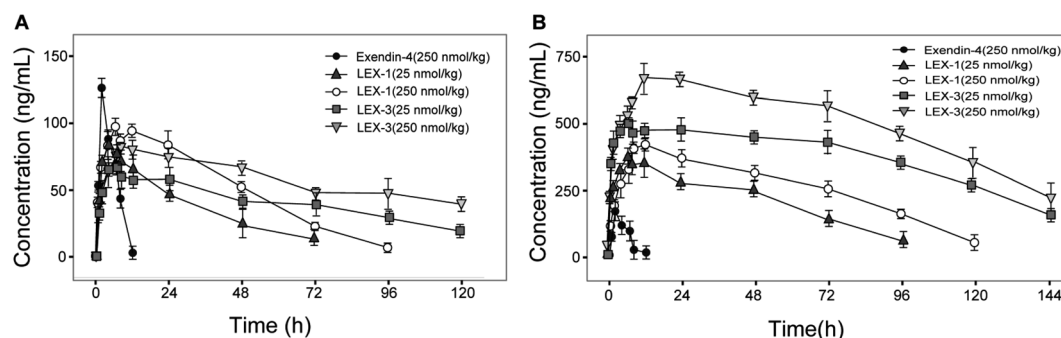 A
Concentration (ng/mL)
150
100
50
0
Exendin-4(250 nmol/kg)
LEX-1(25 nmol/kg)
LEX-1(250 nmol/kg)
LEX-3(25 nmol/kg)
LEX-3(250 nmol/kg)
0 24 48 72 96 120
Time (h)
B
Concentration (ng/mL)
750
500
250
0
Exendin-4(250 nmol/kg)
LEX-1(25 nmol/kg)
LEX-1(250 nmol/kg)
LEX-3(25 nmol/kg)
LEX-3(250 nmol/kg)
0 24 48 72 96 120 144
Time(h)